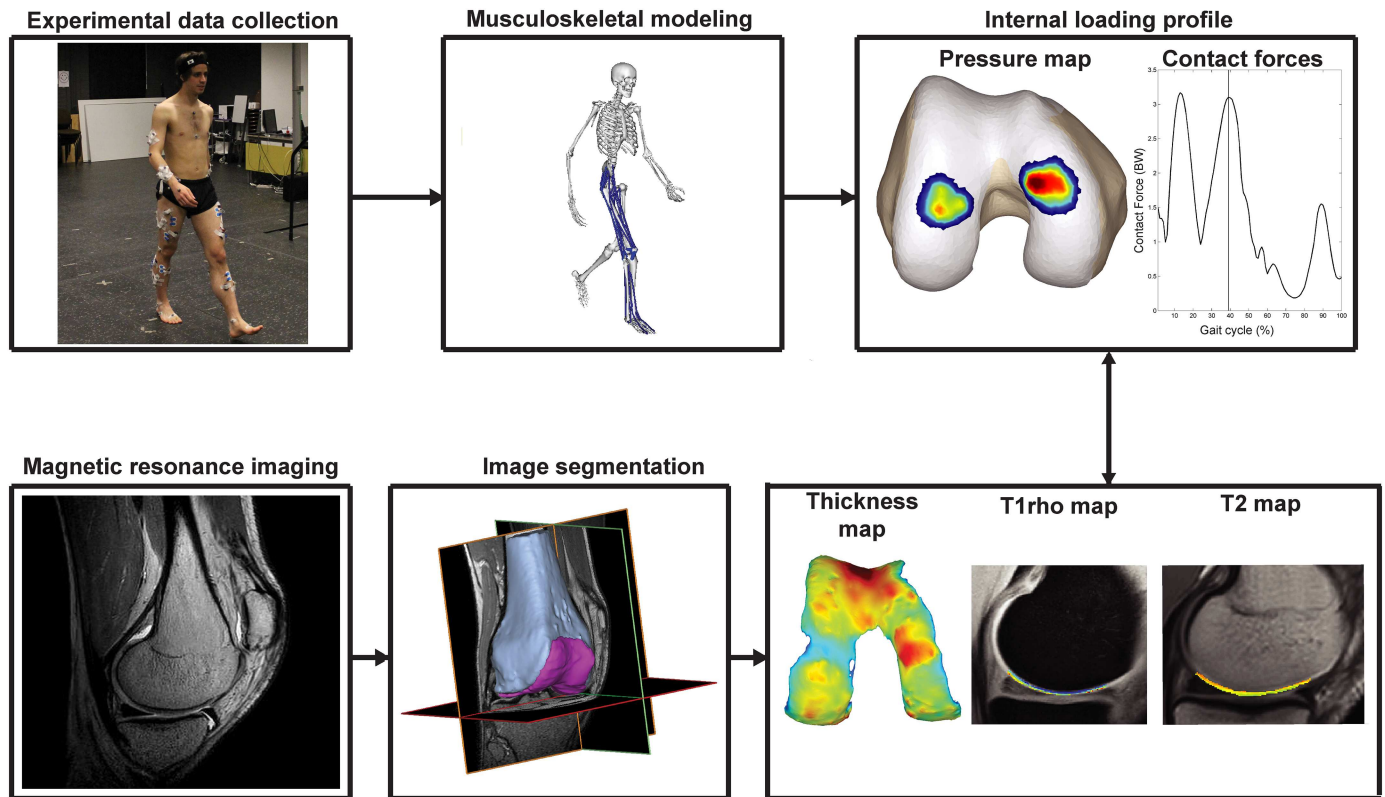 Experimental data collection
Musculoskeletal modeling
Internal loading profile
Pressure map
Contact forces
Contact Force (BW)
3.5
3
2.5
2
1.5
1
0.5
0
10 20 30 40 50 60 70 80 90 100
Gait cycle (%)
Magnetic resonance imaging
Image segmentation
Thickness
map
T1rho map
T2 map